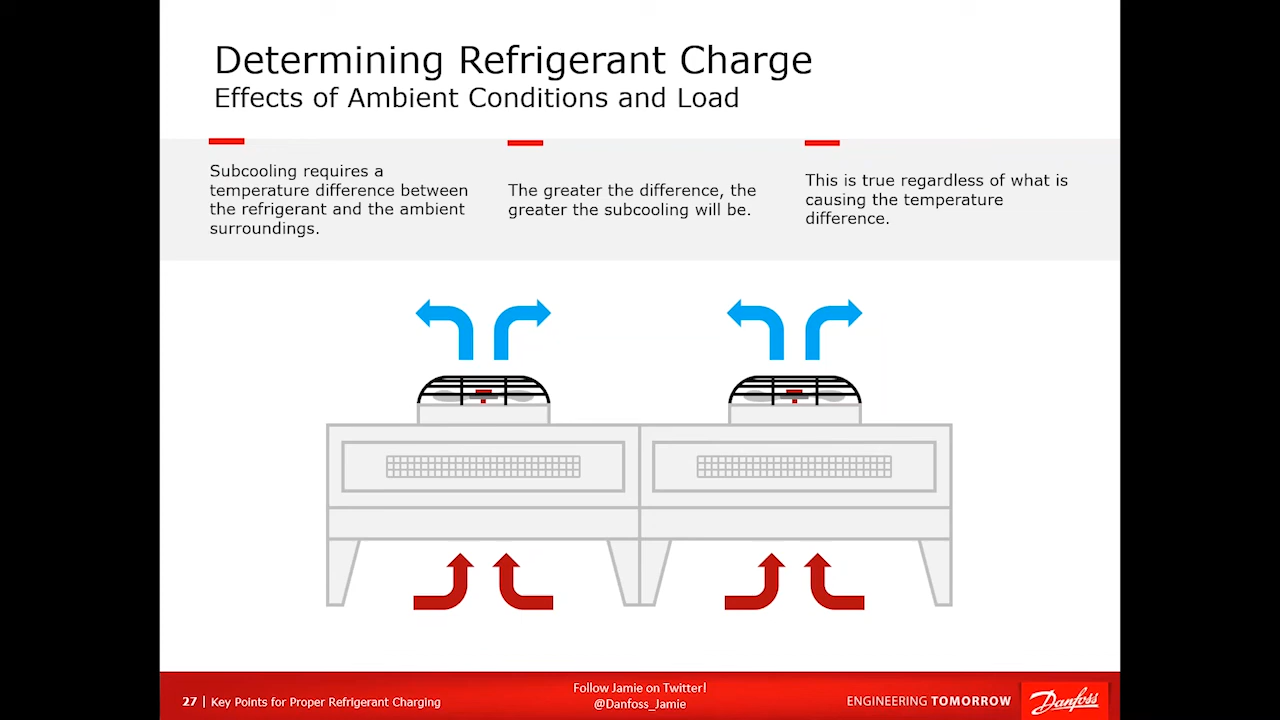 Determining Refrigerant Charge
Effects of Ambient Conditions and Load
Subcooling requires a
temperature difference between
the refrigerant and the ambient
surroundings.
The greater the difference, the
greater the subcooling will be.
This is true regardless of what is
causing the temperature
difference.
27 | Key Points for Proper Refrigerant Charging
Follow Jamie on Twitter!
@Danfoss_Jamie
ENGINEERING TOMORROW
Danfoss